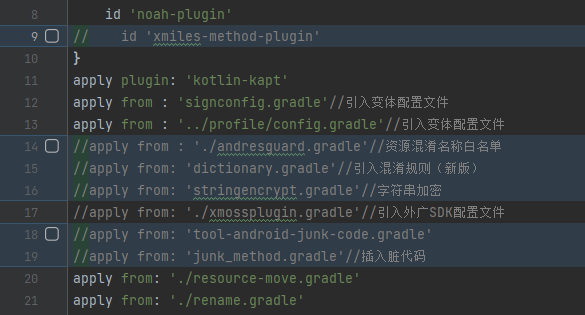 8 id 'noah-plugin'
9 // id 'xmiles-method-plugin'
10 }
11 apply plugin: 'kotlin-kapt'
12 apply from : 'signconfig.gradle'//引入变体配置文件
13 apply from : '../profile/config.gradle'//引入变体配置文件
14 //apply from : './andresguard.gradle'//资源混淆名称白名单
15 //apply from: 'dictionary.gradle'//引入混淆规则（新版）
16 //apply from: 'stringencrypt.gradle'//字符串加密
17 //apply from: './xmossplugin.gradle'//引入外广SDK配置文件
18 //apply from: 'tool-android-junk-code.gradle'
19 //apply from: 'junk_method.gradle'//插入脏代码
20 apply from: './resource-move.gradle'
21 apply from: './rename.gradle'